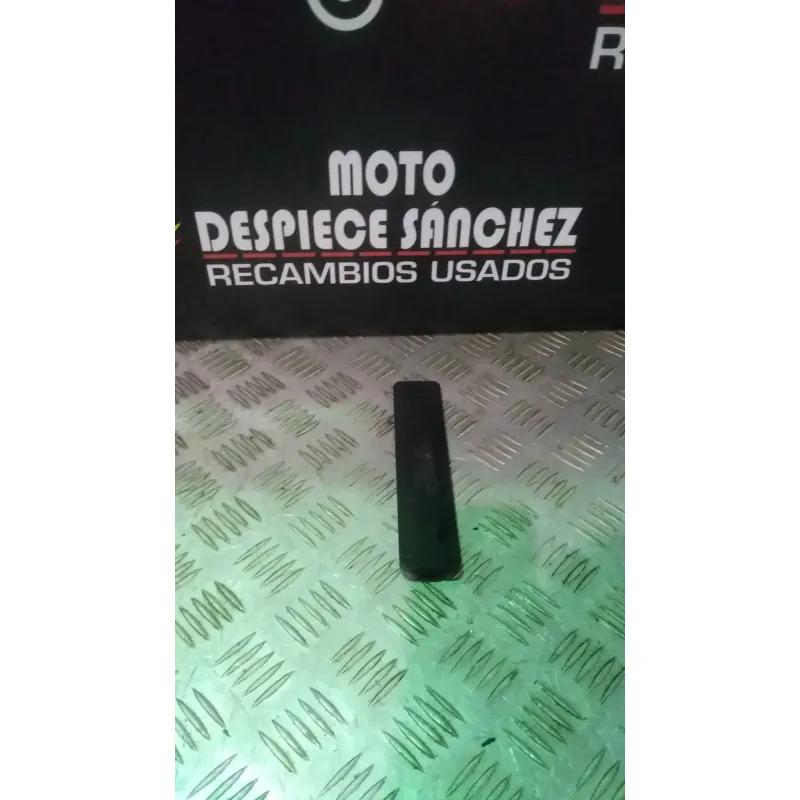 R
MOTO
DESPIECE SÁNCHEZ
RECAMBIOS USADOS